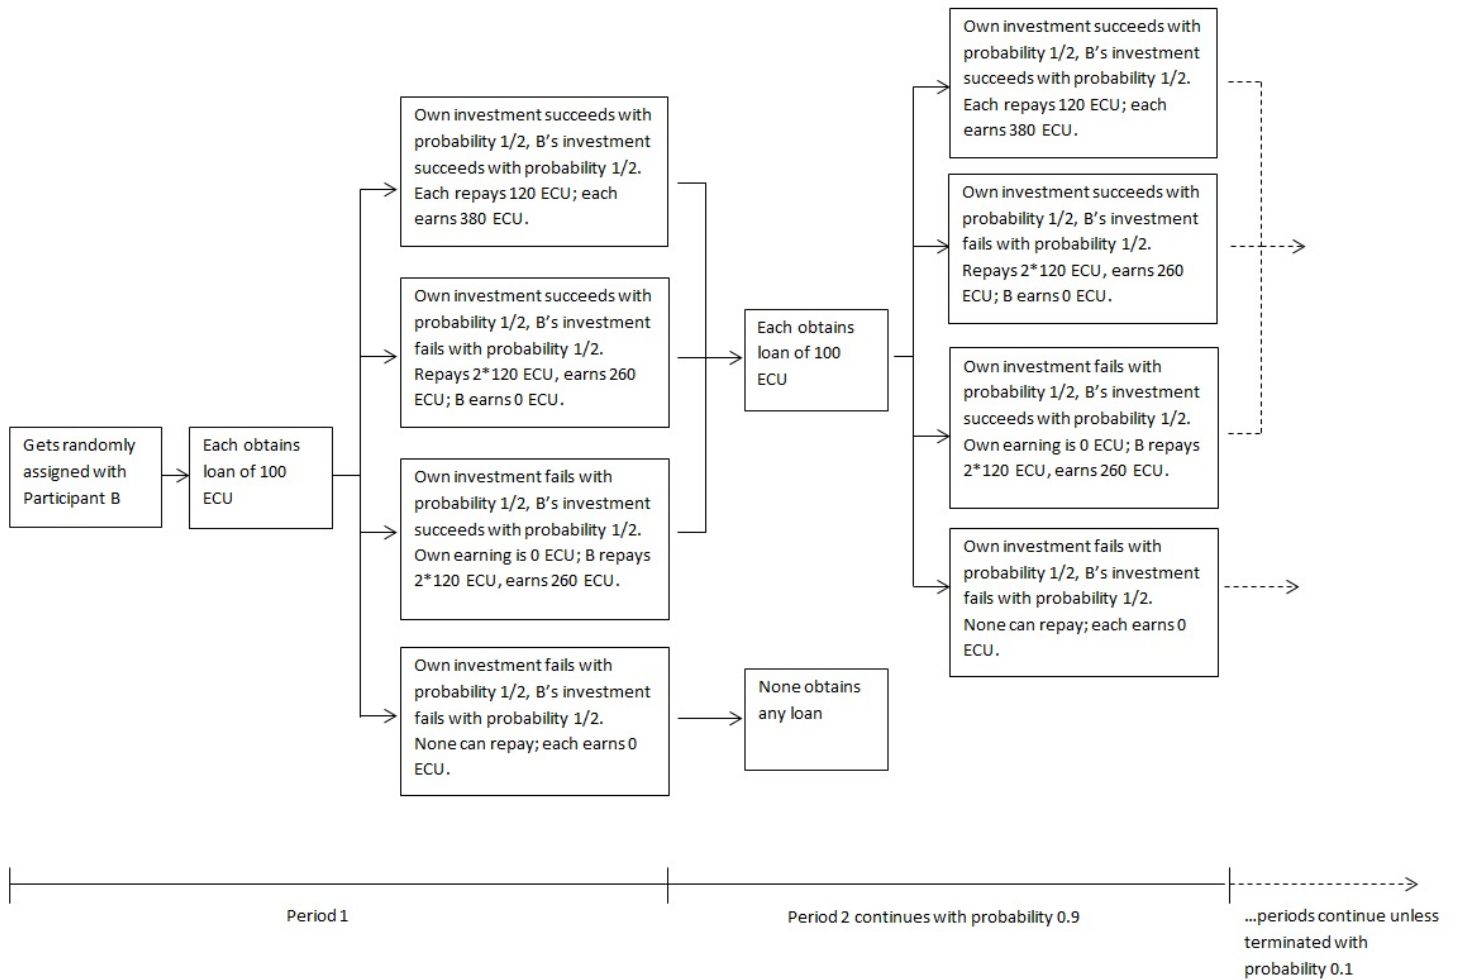 Gets randomly
assigned with
Participant B
Each obtains
loan of 100
ECU
Own investment succeeds with
probability 1/2, B's investment
succeeds with probability 1/2.
Each repays 120 ECU; each
earns 380 ECU.
Own investment succeeds with
probability 1/2, B's investment
fails with probability 1/2.
Repays 2*120 ECU, earns 260
ECU; B earns 0 ECU.
Own investment fails with
probability 1/2, B's investment
succeeds with probability 1/2.
Own earning is 0 ECU; B repays
2*120 ECU, earns 260 ECU.
Own investment fails with
probability 1/2, B's investment
fails with probability 1/2.
None can repay; each earns 0
ECU.
Each obtains
loan of 100
ECU
None obtains
any loan
Own investment succeeds with
probability 1/2, B's investment
succeeds with probability 1/2.
Each repays 120 ECU; each
earns 380 ECU.
Own investment succeeds with
probability 1/2, B's investment
fails with probability 1/2.
Repays 2*120 ECU, earns 260
ECU; B earns 0 ECU.
Own investment fails with
probability 1/2, B's investment
succeeds with probability 1/2.
Own earning is 0 ECU; B repays
2*120 ECU, earns 260 ECU.
Own investment fails with
probability 1/2, B's investment
fails with probability 1/2.
None can repay; each earns 0
ECU.
Period 1
Period 2 continues with probability 0.9
...periods continue unless
terminated with
probability 0.1